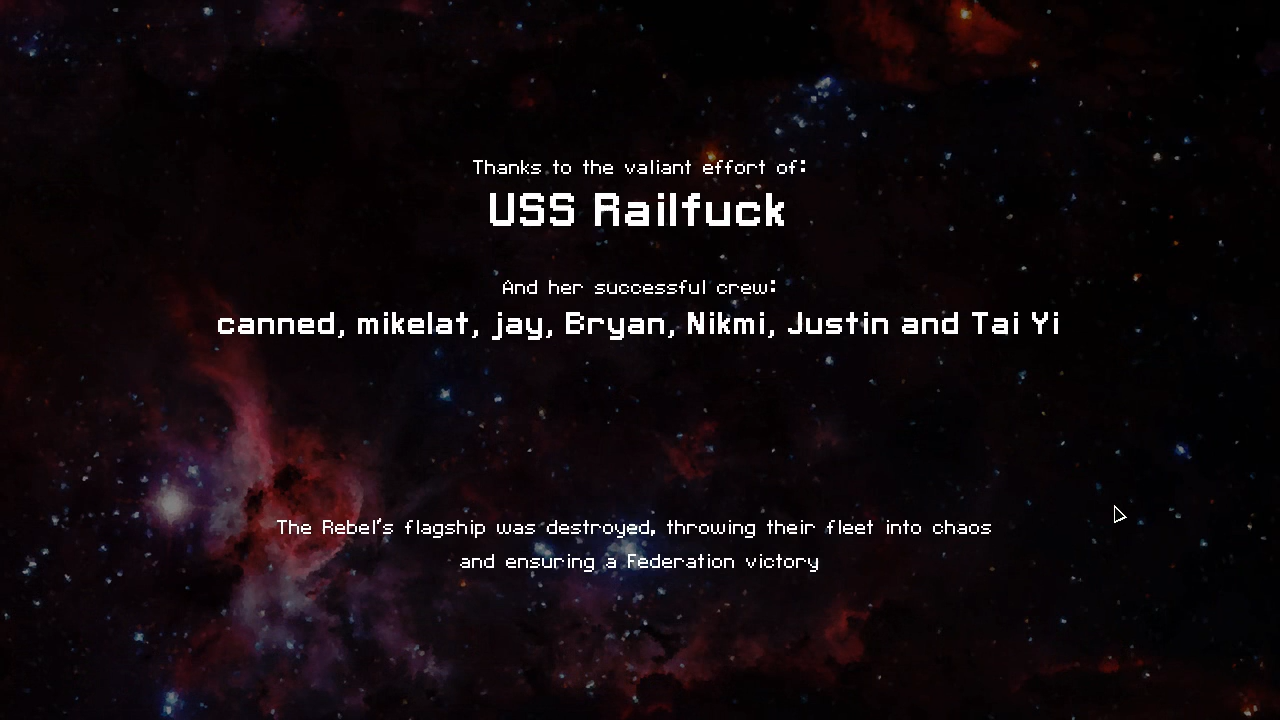 Thanks to the valiant effort of:
USS Railfuck
And her successful crew:
canned, mikelat, jay, Bryan, Nikmi, Justin and Tai Yi
The Rebel's flagship was destroyed, throwing their fleet into chaos
and ensuring a Federation victory